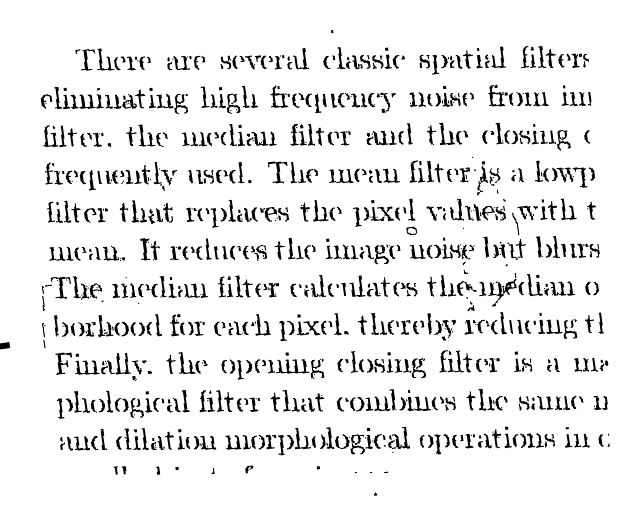 There are several classic spatial filters
eliminating high frequency noise from im
filter, the median filter and the closing
frequently used. The mean filter is a lowp
filter that replaces the pixel values with t
mean. It reduces the image noise but blurs
The median filter calculates the median o
borhood for each pixel, thereby reducing t
Finally, the opening closing filter is a
phological filter that combines the same
and dilation morphological operations in